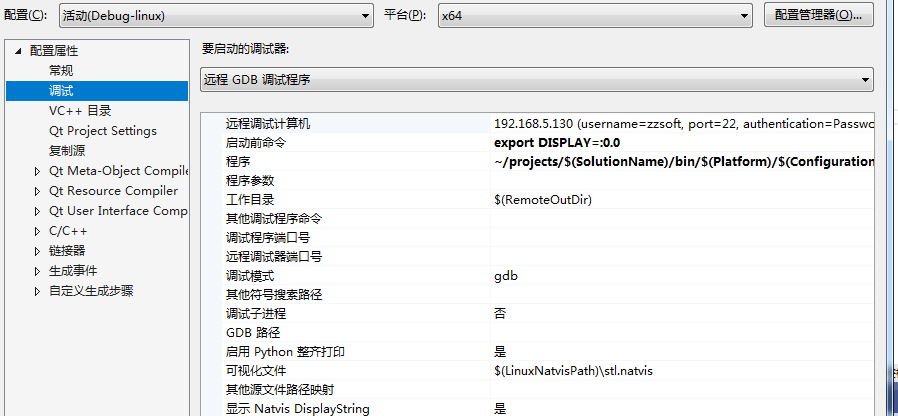 配置(C):
活动(Debug-linux)
平台(P):
x64
配置管理器(O)...
配置属性
常规
调试
VC++ 目录
Qt Project Settings
复制源
Qt Meta-Object Compile
Qt Resource Compiler
Qt User Interface Comp
C/C++
链接器
生成事件
自定义生成步骤
要启动的调试器:
远程 GDB 调试程序
远程调试计算机 192.168.5.130 (username=zzsoft, port=22, authentication=Passwo
启动前命令 export DISPLAY=:0.0
程序 ~/projects/$(SolutionName)/bin/$(Platform)/$(Configuration
程序参数
工作目录 $(RemoteOutDir)
其他调试程序命令
调试程序端口号
远程调试器端口号
调试模式 gdb
其他符号搜索路径
调试子进程 否
GDB 路径
启用 Python 整齐打印 是
可视化文件 $(LinuxNatvisPath)\stl.natvis
其他源文件路径映射
显示 Natvis DisplayString 是